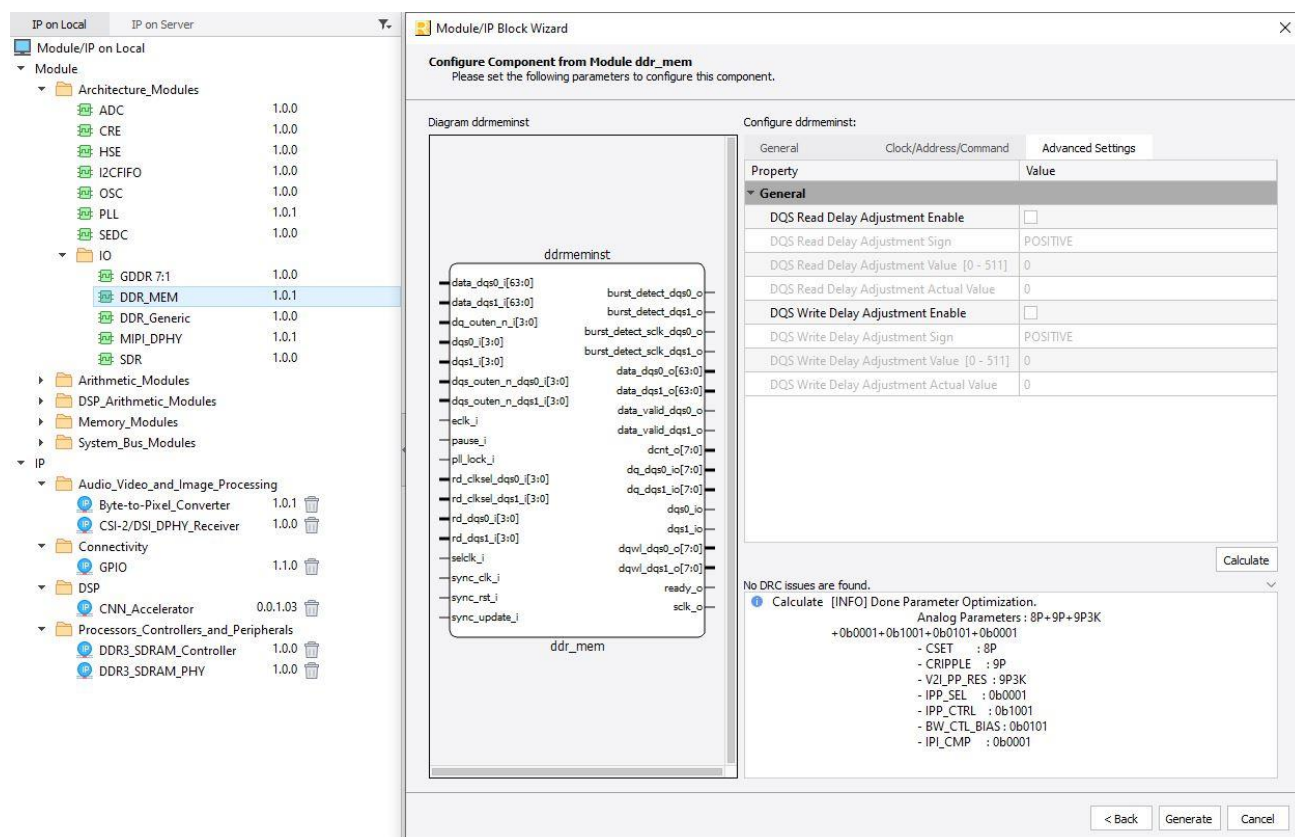 IP on Local IP on Server
Module/IP on Local
Module
Architecture_Modules
ADC 1.0.0
CRE 1.0.0
HSE 1.0.0
I2CFIFO 1.0.0
OSC 1.0.0
PLL 1.0.1
SEDC 1.0.0
IO
GDDR 7:1 1.0.0
DDR_MEM 1.0.1
DDR_Generic 1.0.0
MIPI_DPHY 1.0.1
SDR 1.0.0
Arithmetic_Modules
DSP_Arithmetic_Modules
Memory_Modules
System_Bus_Modules
IP
Audio_Video_and_Image_Processing
Byte-to-Pixel_Converter 1.0.1
CSI-2/DSI_DPHY_Receiver 1.0.0
Connectivity
GPIO 1.1.0
DSP
CNN_Accelerator 0.0.1.03
Processors_Controllers_and_Peripherals
DDR3_SDRAM_Controller 1.0.0
DDR3_SDRAM_PHY 1.0.0
Module/IP Block Wizard
Configure Component from Module ddr_mem
Please set the following parameters to configure this component.
Diagram ddrmeminst
ddrmeminst
data_dqs0_i[63:0]
data_dqs1_i[63:0]
dq_outen_n_i[3:0]
dqs0_i[3:0]
dqs1_i[3:0]
dqs_outen_n_dqs0_i[3:0]
dqs_outen_n_dqs1_i[3:0]
eclk_i
pause_i
pll_lock_i
rd_clksel_dqs0_i[3:0]
rd_clksel_dqs1_i[3:0]
rd_dqs0_i[3:0]
rd_dqs1_i[3:0]
selclk_i
sync_clk_i
sync_rst_i
sync_update_i
burst_detect_dqs0_o
burst_detect_dqs1_o
burst_detect_sclk_dqs0_o
burst_detect_sclk_dqs1_o
data_dqs0_o[63:0]
data_dqs1_o[63:0]
data_valid_dqs0_o
data_valid_dqs1_o
dcnt_o[7:0]
dq_dqs0_io[7:0]
dq_dqs1_io[7:0]
dqs0_io
dqs1_io
dqwl_dqs0_o[7:0]
dqwl_dqs1_o[7:0]
ready_o
sclk_o
ddr_mem
Configure ddrmeminst:
General Clock/Address/Command Advanced Settings
Property Value
General
DQS Read Delay Adjustment Enable
DQS Read Delay Adjustment Sign POSITIVE
DQS Read Delay Adjustment Value [0 - 511] 0
DQS Read Delay Adjustment Actual Value 0
DQS Write Delay Adjustment Enable
DQS Write Delay Adjustment Sign POSITIVE
DQS Write Delay Adjustment Value [0 - 511] 0
DQS Write Delay Adjustment Actual Value 0
Calculate
No DRC issues are found.
Calculate [INFO] Done Parameter Optimization.
Analog Parameters : 8P+9P+9P3K
+0b0001+0b1001+0b0101+0b0001
- CSET : 8P
- CRIPPLE : 9P
- V2I_PP_RES : 9P3K
- IPP_SEL : 0b0001
- IPP_CTRL : 0b1001
- BW_CTL_BIAS : 0b0101
- IPI_CMP : 0b0001
< Back Generate Cancel